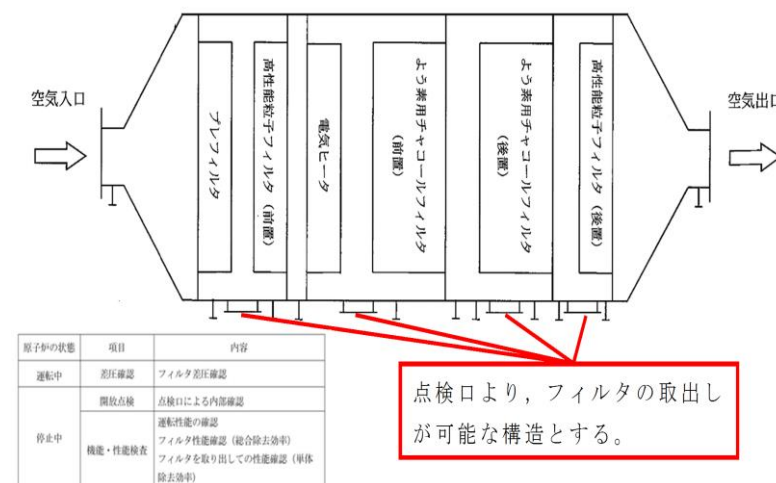 空気入口
プレフィルタ
高性能粒子フィルタ（前置）
電気ヒータ
よう素用チャコールフィルタ
（前置）
よう素用チャコールフィルタ
（後置）
高性能粒子フィルタ（後置）
空気出口
原子炉の状態 項目 内容
運転中 差圧確認 フィルタ差圧確認
停止中 開放点検 点検口による内部確認
機能・性能検査 運転性能の確認
フィルタ性能確認（総合除去効率）
フィルタを取り出しての性能確認（単体
除去効率）
点検口より，フィルタの取出し
が可能な構造とする。